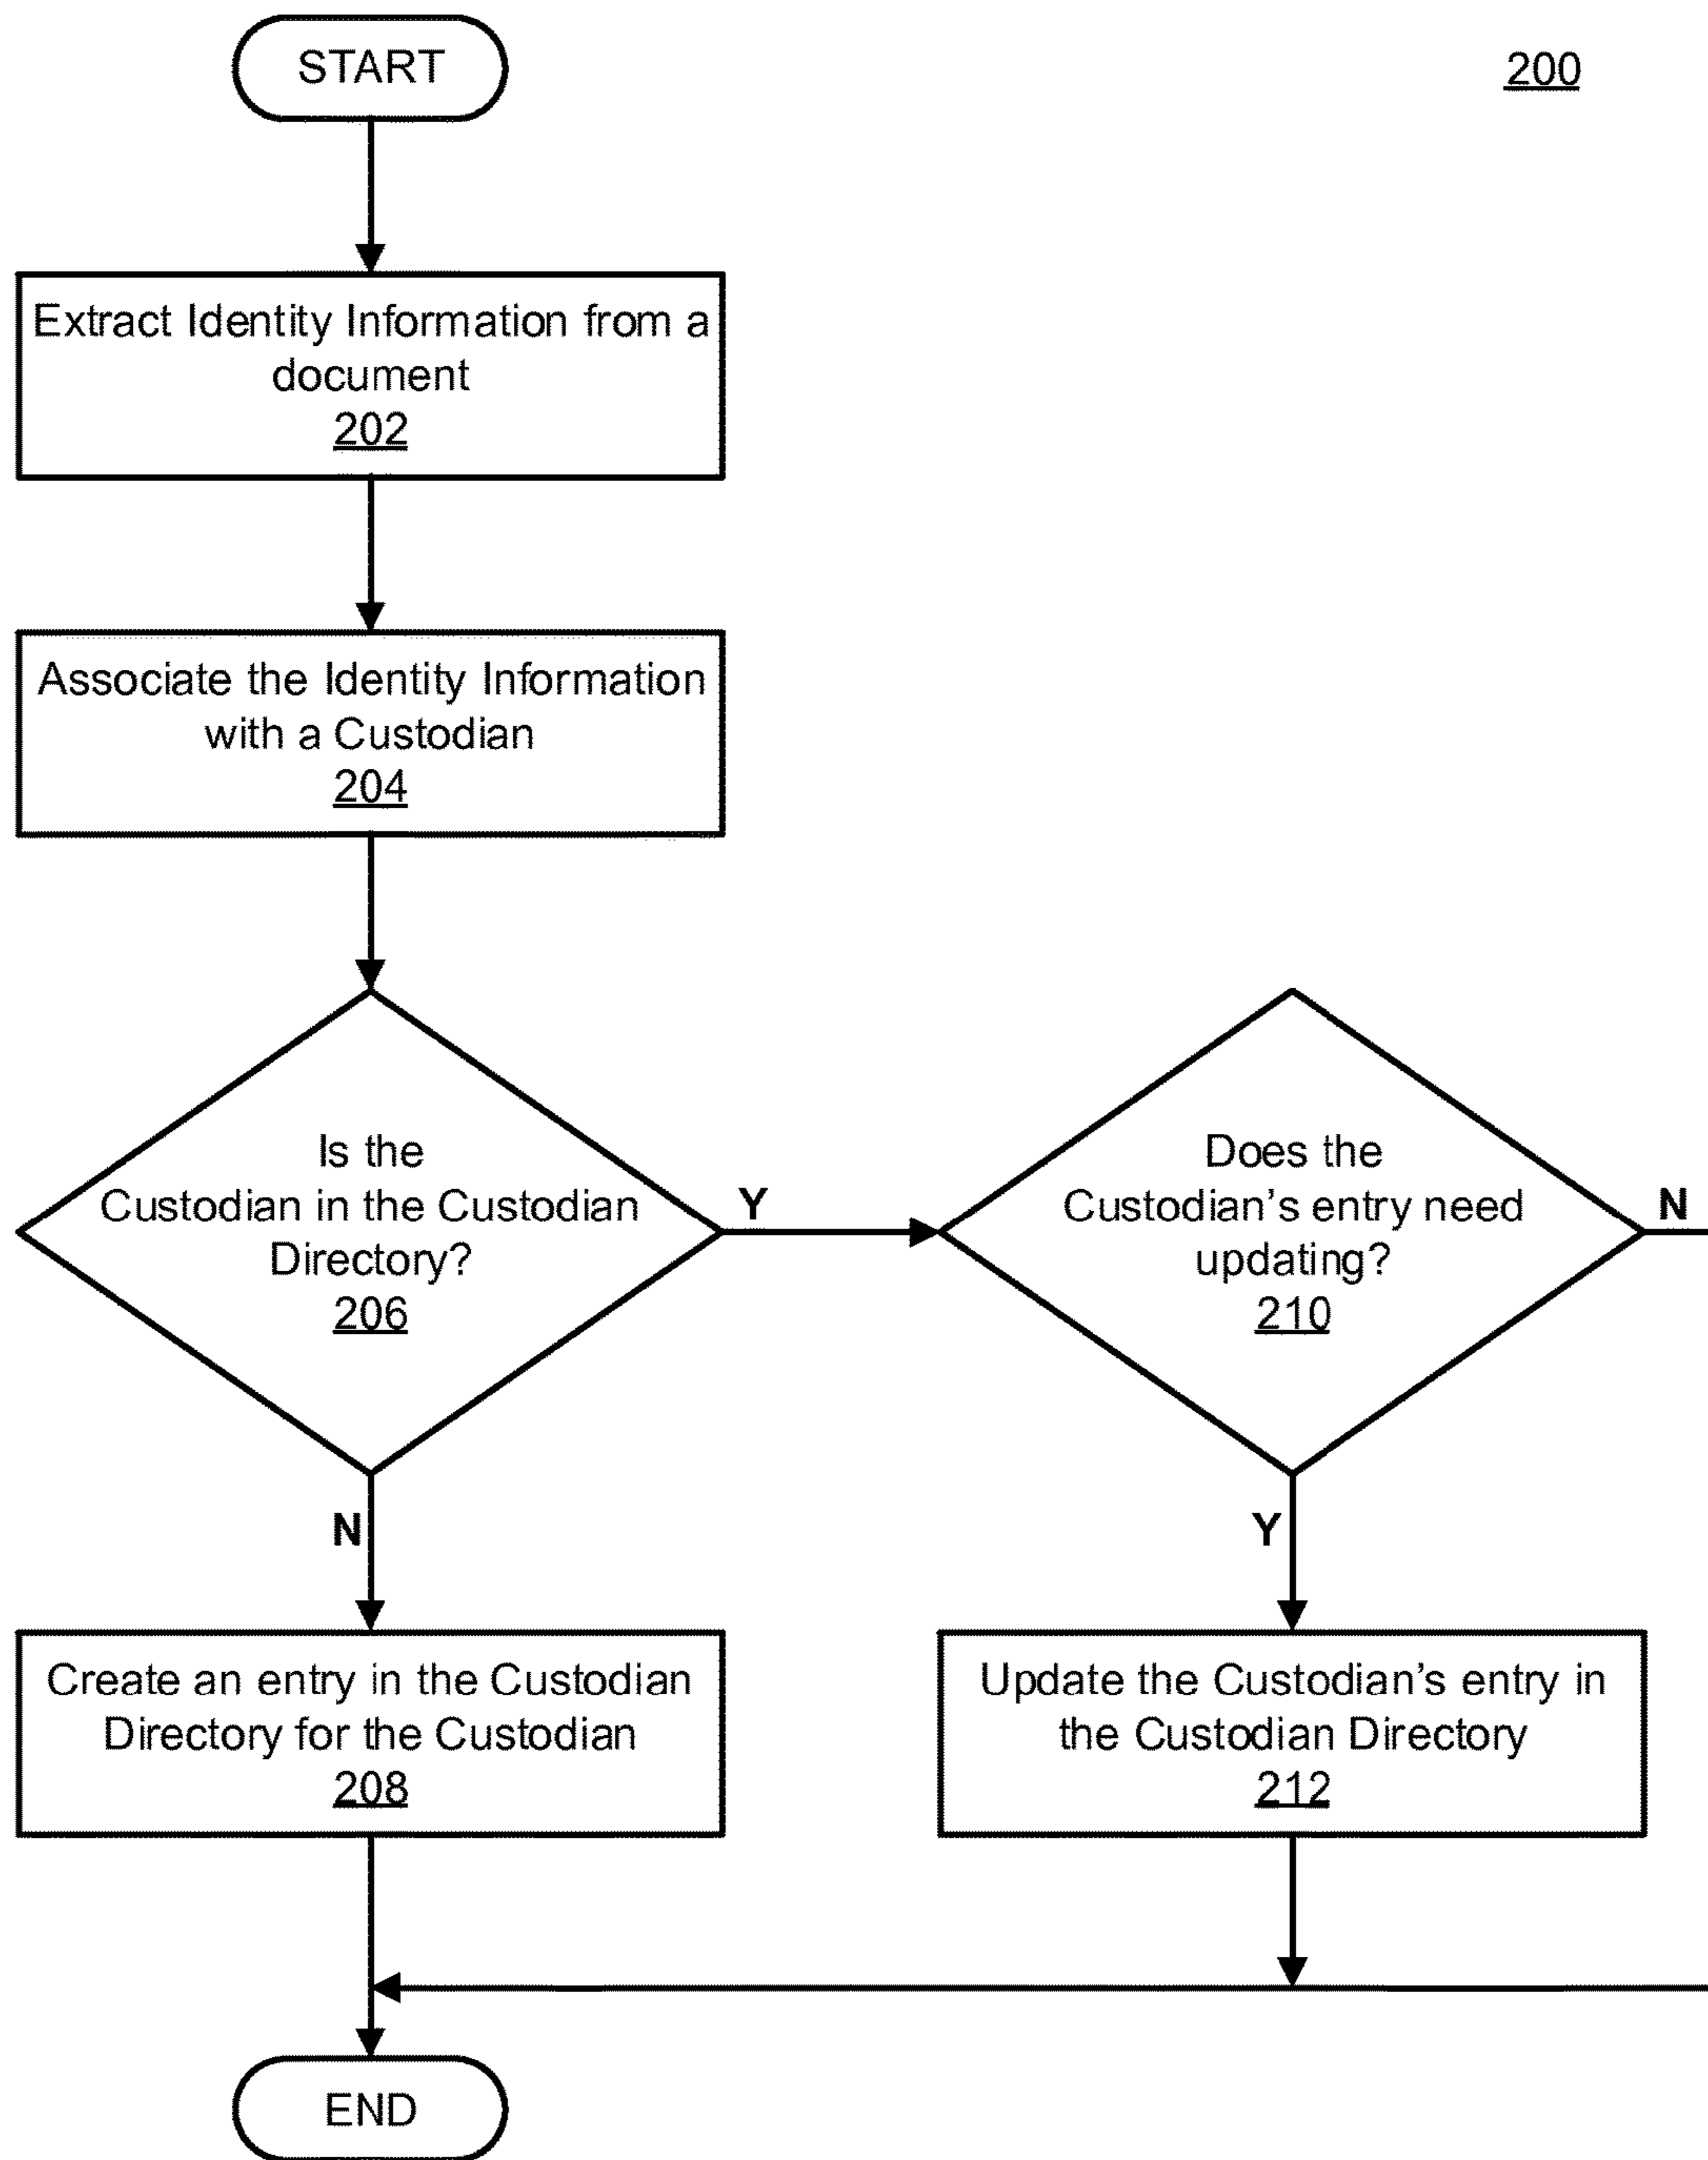 START
200
Extract Identity Information from a
document
202
Associate the Identity Information
with a Custodian
204
Is the
Custodian in the Custodian
Directory?
206
Y
Does the
Custodian's entry need
updating?
210
N
N
Y
Create an entry in the Custodian
Directory for the Custodian
208
Update the Custodian's entry in
the Custodian Directory
212
END